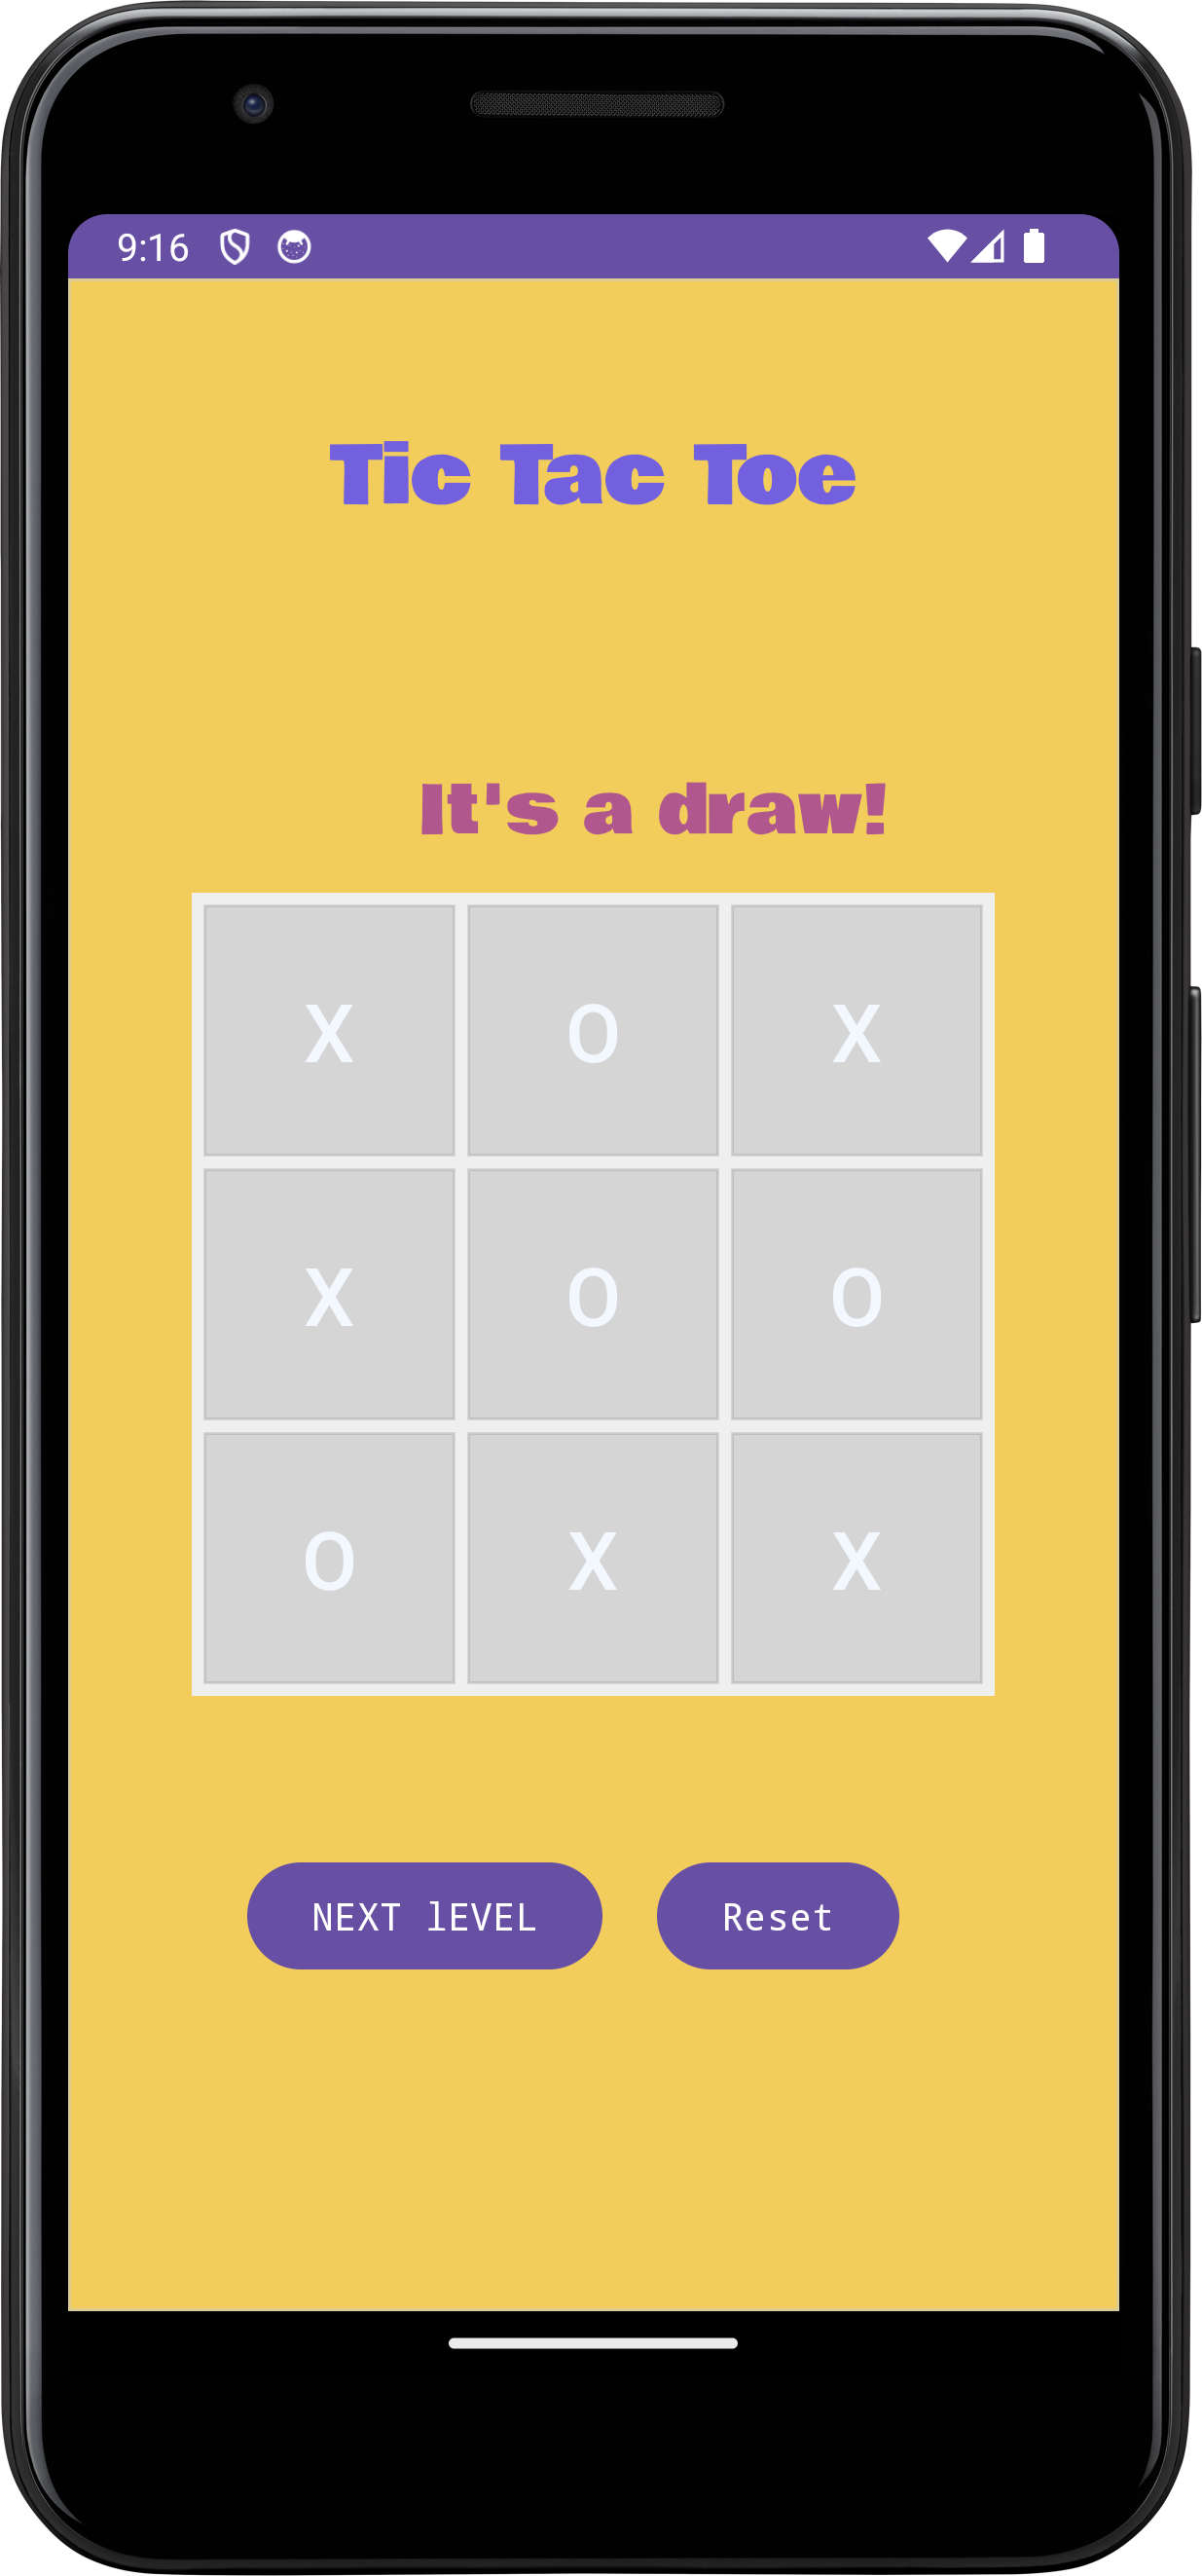 9:16
Tic Tac Toe
It's a draw!
X O X
X O O
O X X
NEXT lEVEL Reset